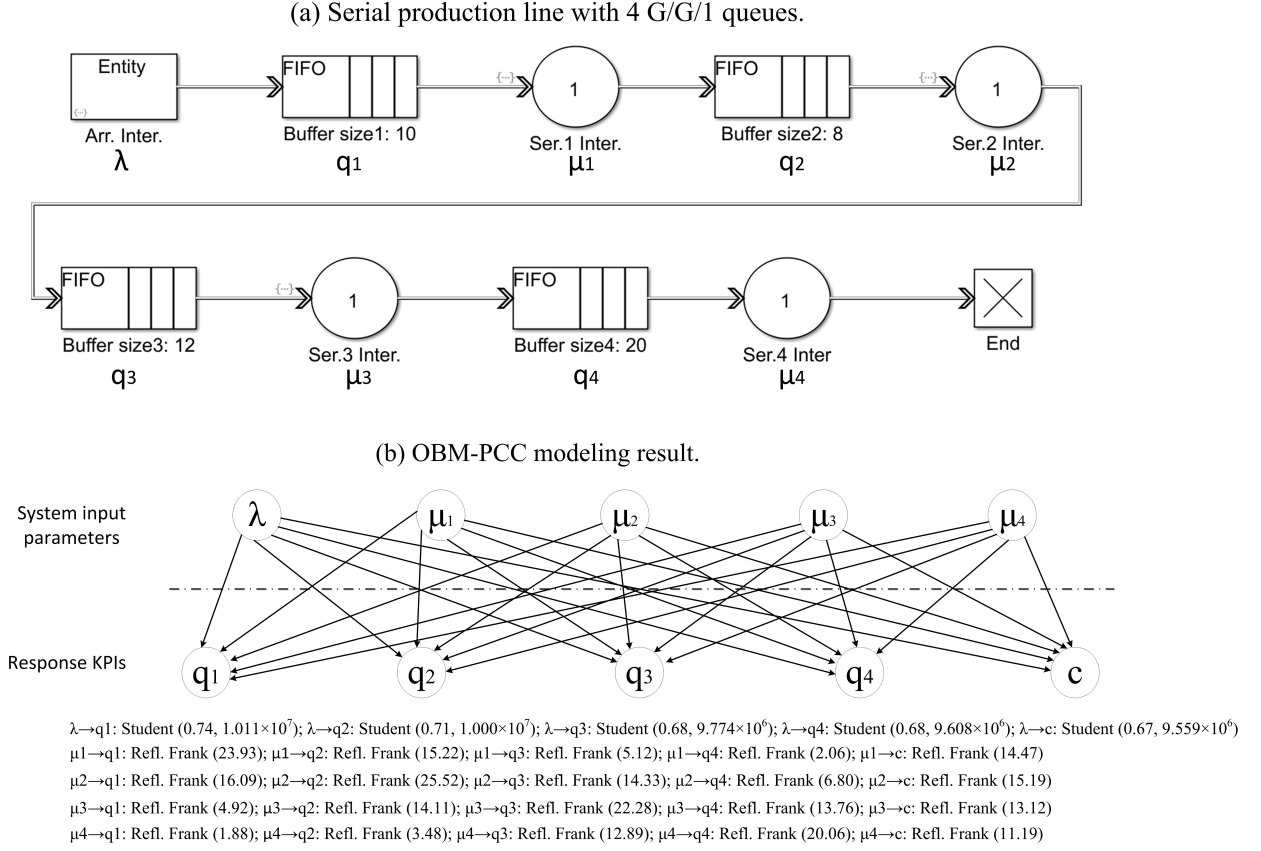 (a) Serial production line with 4 G/G/1 queues.
Entity
{...}
Arr. Inter.
λ
FIFO
Buffer size1: 10
q1
{...}
1
Ser.1 Inter.
μ1
FIFO
Buffer size2: 8
q2
{...}
1
Ser.2 Inter.
μ2
FIFO
Buffer size3: 12
q3
{...}
1
Ser.3 Inter.
μ3
FIFO
Buffer size4: 20
q4
1
Ser.4 Inter
μ4
End
(b) OBM-PCC modeling result.
System input
parameters
λ μ1 μ2 μ3 μ4
Response KPIs
q1 q2 q3 q4 c
λ→q1: Student (0.74, 1.011×10⁷); λ→q2: Student (0.71, 1.000×10⁷); λ→q3: Student (0.68, 9.774×10⁶); λ→q4: Student (0.68, 9.608×10⁶); λ→c: Student (0.67, 9.559×10⁶)
μ1→q1: Refl. Frank (23.93); μ1→q2: Refl. Frank (15.22); μ1→q3: Refl. Frank (5.12); μ1→q4: Refl. Frank (2.06); μ1→c: Refl. Frank (14.47)
μ2→q1: Refl. Frank (16.09); μ2→q2: Refl. Frank (25.52); μ2→q3: Refl. Frank (14.33); μ2→q4: Refl. Frank (6.80); μ2→c: Refl. Frank (15.19)
μ3→q1: Refl. Frank (4.92); μ3→q2: Refl. Frank (14.11); μ3→q3: Refl. Frank (22.28); μ3→q4: Refl. Frank (13.76); μ3→c: Refl. Frank (13.12)
μ4→q1: Refl. Frank (1.88); μ4→q2: Refl. Frank (3.48); μ4→q3: Refl. Frank (12.89); μ4→q4: Refl. Frank (20.06); μ4→c: Refl. Frank (11.19)